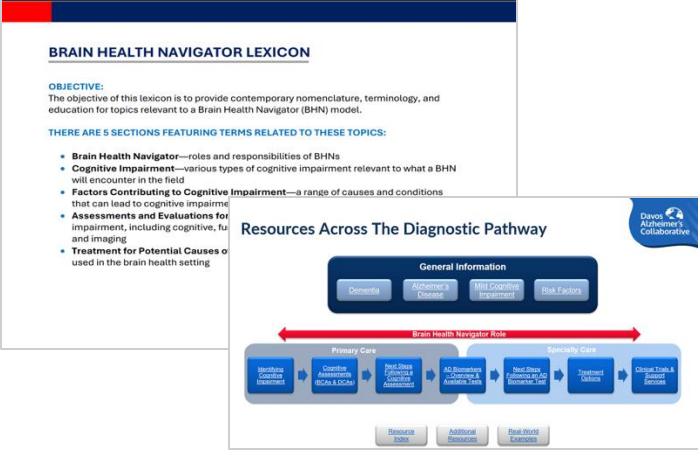 BRAIN HEALTH NAVIGATOR LEXICON
OBJECTIVE:
The objective of this lexicon is to provide contemporary nomenclature, terminology, and
education for topics relevant to a Brain Health Navigator (BHN) model.
THERE ARE 5 SECTIONS FEATURING TERMS RELATED TO THESE TOPICS:
• Brain Health Navigator—roles and responsibilities of BHNs
• Cognitive Impairment—various types of cognitive impairment relevant to what a BHN
will encounter in the field
• Factors Contributing to Cognitive Impairment—a range of causes and conditions
that can lead to cognitive impairme
• Assessments and Evaluations for
impairment, including cognitive, fu
and imaging
• Treatment for Potential Causes o
used in the brain health setting
Davos
Alzheimer's
Collaborative
Resources Across The Diagnostic Pathway
General Information
Dementia
Alzheimer's
Disease
Mild Cognitive
Impairment
Risk Factors
Brain Health Navigator Role
Primary Care
Specialty Care
Identifying
Cognitive
Impairment
Cognitive
Assessments
(BCAs & DCAs)
Next Steps
Following a
Cognitive
Assessment
AD Biomarkers
– Overview &
Available Tests
Next Steps
Following an AD
Biomarker Test
Treatment
Options
Clinical Trials &
Support
Services
Resource
Index
Additional
Resources
Real-World
Examples